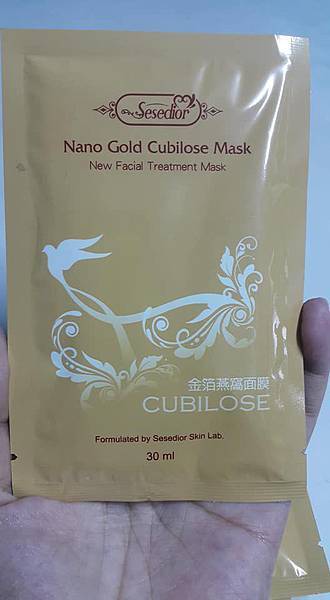 Sesedior
Nano Gold Cubilose Mask
New Facial Treatment Mask
金箔燕窩面膜
CUBILOSE
Formulated by Sesedior Skin Lab.
30 ml